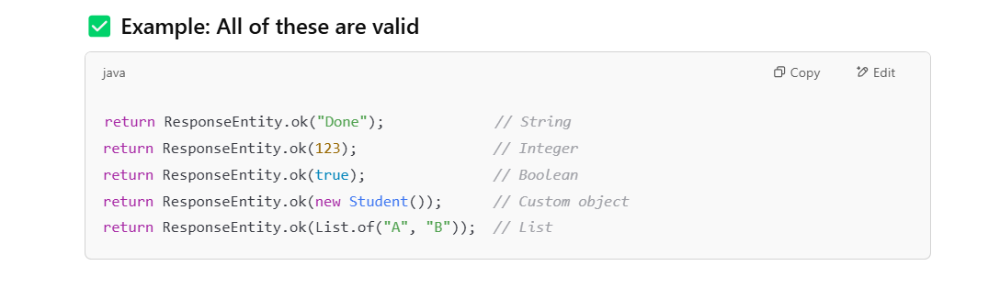 ✅ Example: All of these are valid
java Copy Edit
return ResponseEntity.ok("Done"); // String
return ResponseEntity.ok(123); // Integer
return ResponseEntity.ok(true); // Boolean
return ResponseEntity.ok(new Student()); // Custom object
return ResponseEntity.ok(List.of("A", "B")); // List